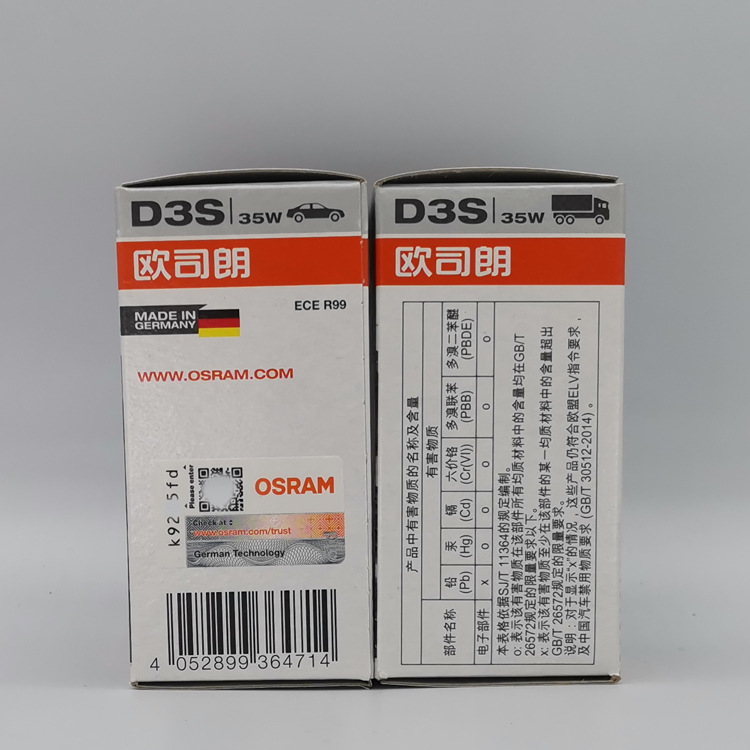 D3S 35W
欧司朗
ECE R99
MADE IN
GERMANY
WWW.OSRAM.COM
k92 5fd
Please enter
OSRAM
Check at:
www.osram.com/trust
German Technology
4 052899 364714
D3S 35W
欧司朗
产品中有害物质的名称及含量
部件名称
有害物质
铅
(Pb)
汞
(Hg)
镉
(Cd)
六价铬
(Cr(VI))
多溴联苯
(PBB)
多溴二苯醚
(PBDE)
电子部件 x o o o o o
本表格依据SJ/T 11364的规定编制。
o: 表示该有害物质在该部件所有均质材料中的含量均在GB/T
26572规定的限量要求以下。
x: 表示该有害物质至少在该部件的某一均质材料中的含量超出
GB/T 26572规定的限量要求。
说明：对于显示“x”的情况，这些产品仍符合欧盟ELV指令要求，
及中国汽车禁用物质要求 (GB/T 30512-2014) 。